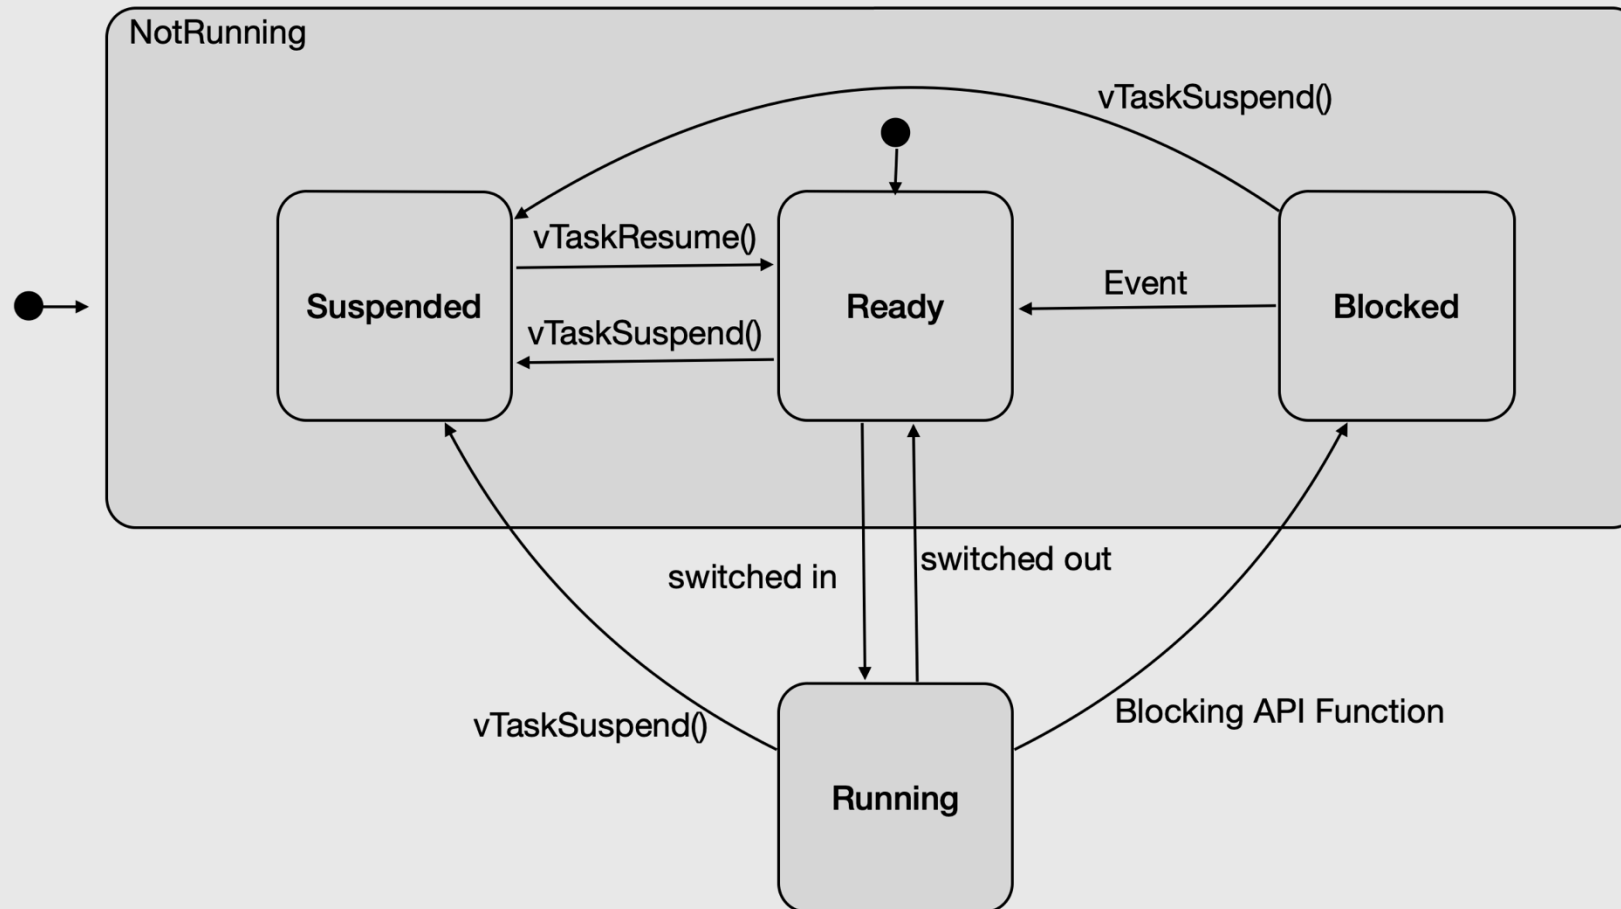 NotRunning
vTaskSuspend()
vTaskResume()
Event
Suspended
Ready
Blocked
vTaskSuspend()
switched out
switched in
vTaskSuspend()
Blocking API Function
Running